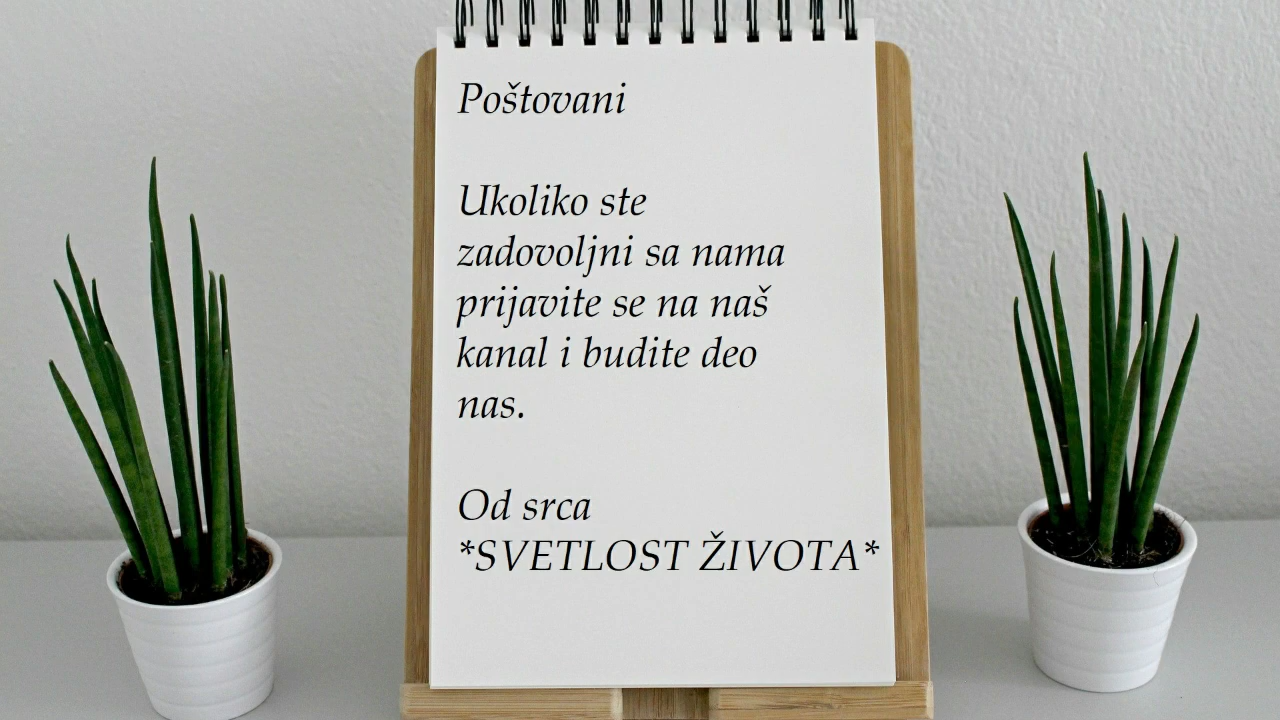 Poštovani
Ukoliko ste
zadovoljni sa nama
prijavite se na naš
kanal i budite deo
nas.
Od srca
*SVETLOST ŽIVOTA*